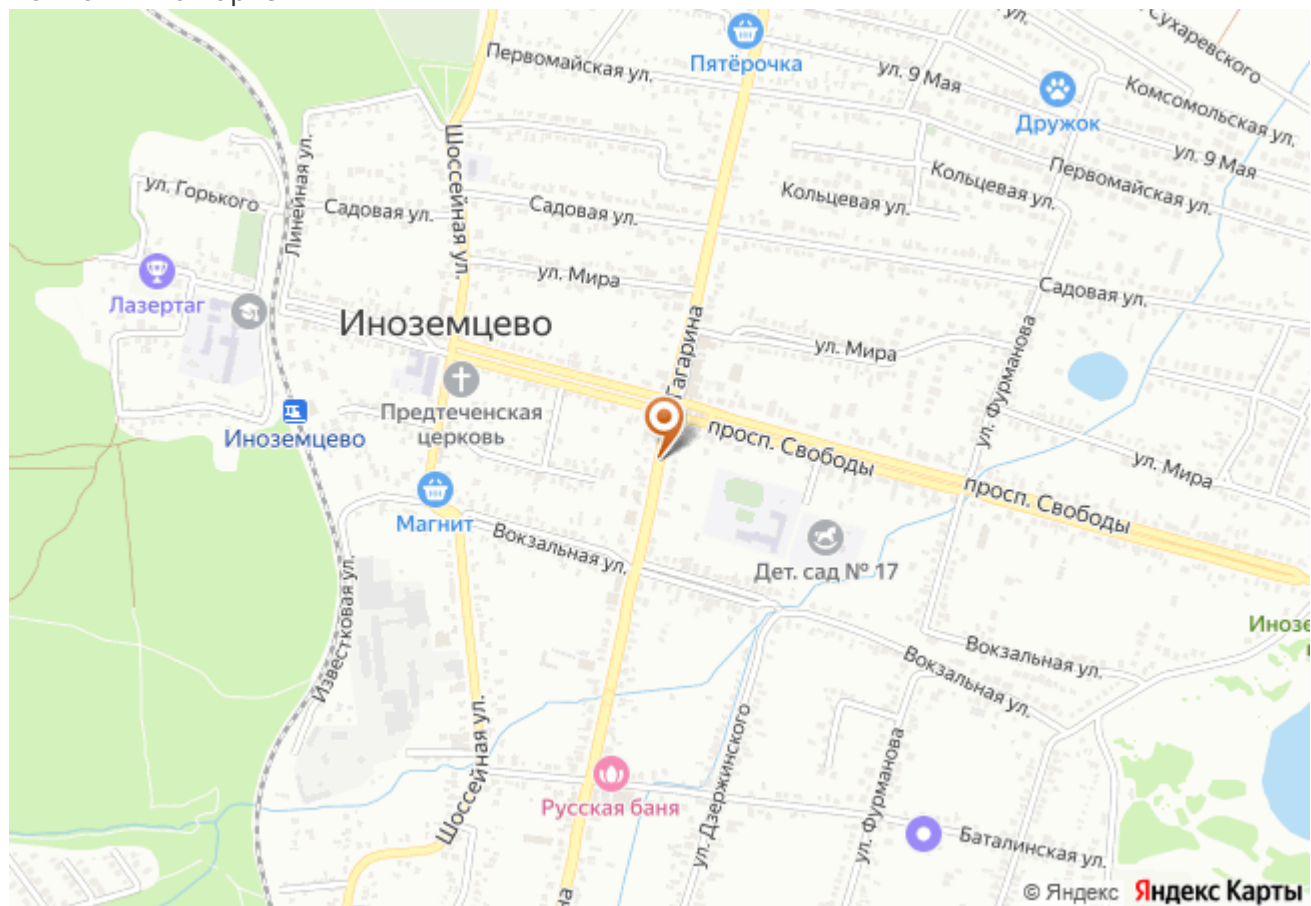 Сухаревского
Пятёрочка
Первомайская ул.
ул. 9 Мая
Комсомольская ул.
Дружок
Шоссейная ул.
Линейная ул.
ул. 9 Мая
Первомайская ул.
Кольцевая ул.
Кольцевая ул.
ул. Горького
Садовая ул.
Садовая ул.
ул. Мира
Садовая ул.
Лазертаг
Иноземцево
Гагарина
ул. Мира
ул. Фурманова
Предтеченская
церковь
Иноземцево
просп. Свободы
ул. Мира
просп. Свободы
Магнит
Вокзальная ул.
Дет. сад № 17
Известковая ул.
Вокзальная ул.
Вокзальная ул.
Шоссейная ул.
ул. Дзержинского
ул. Фурманова
Русская баня
Баталинская ул.
© Яндекс Яндекс Карты